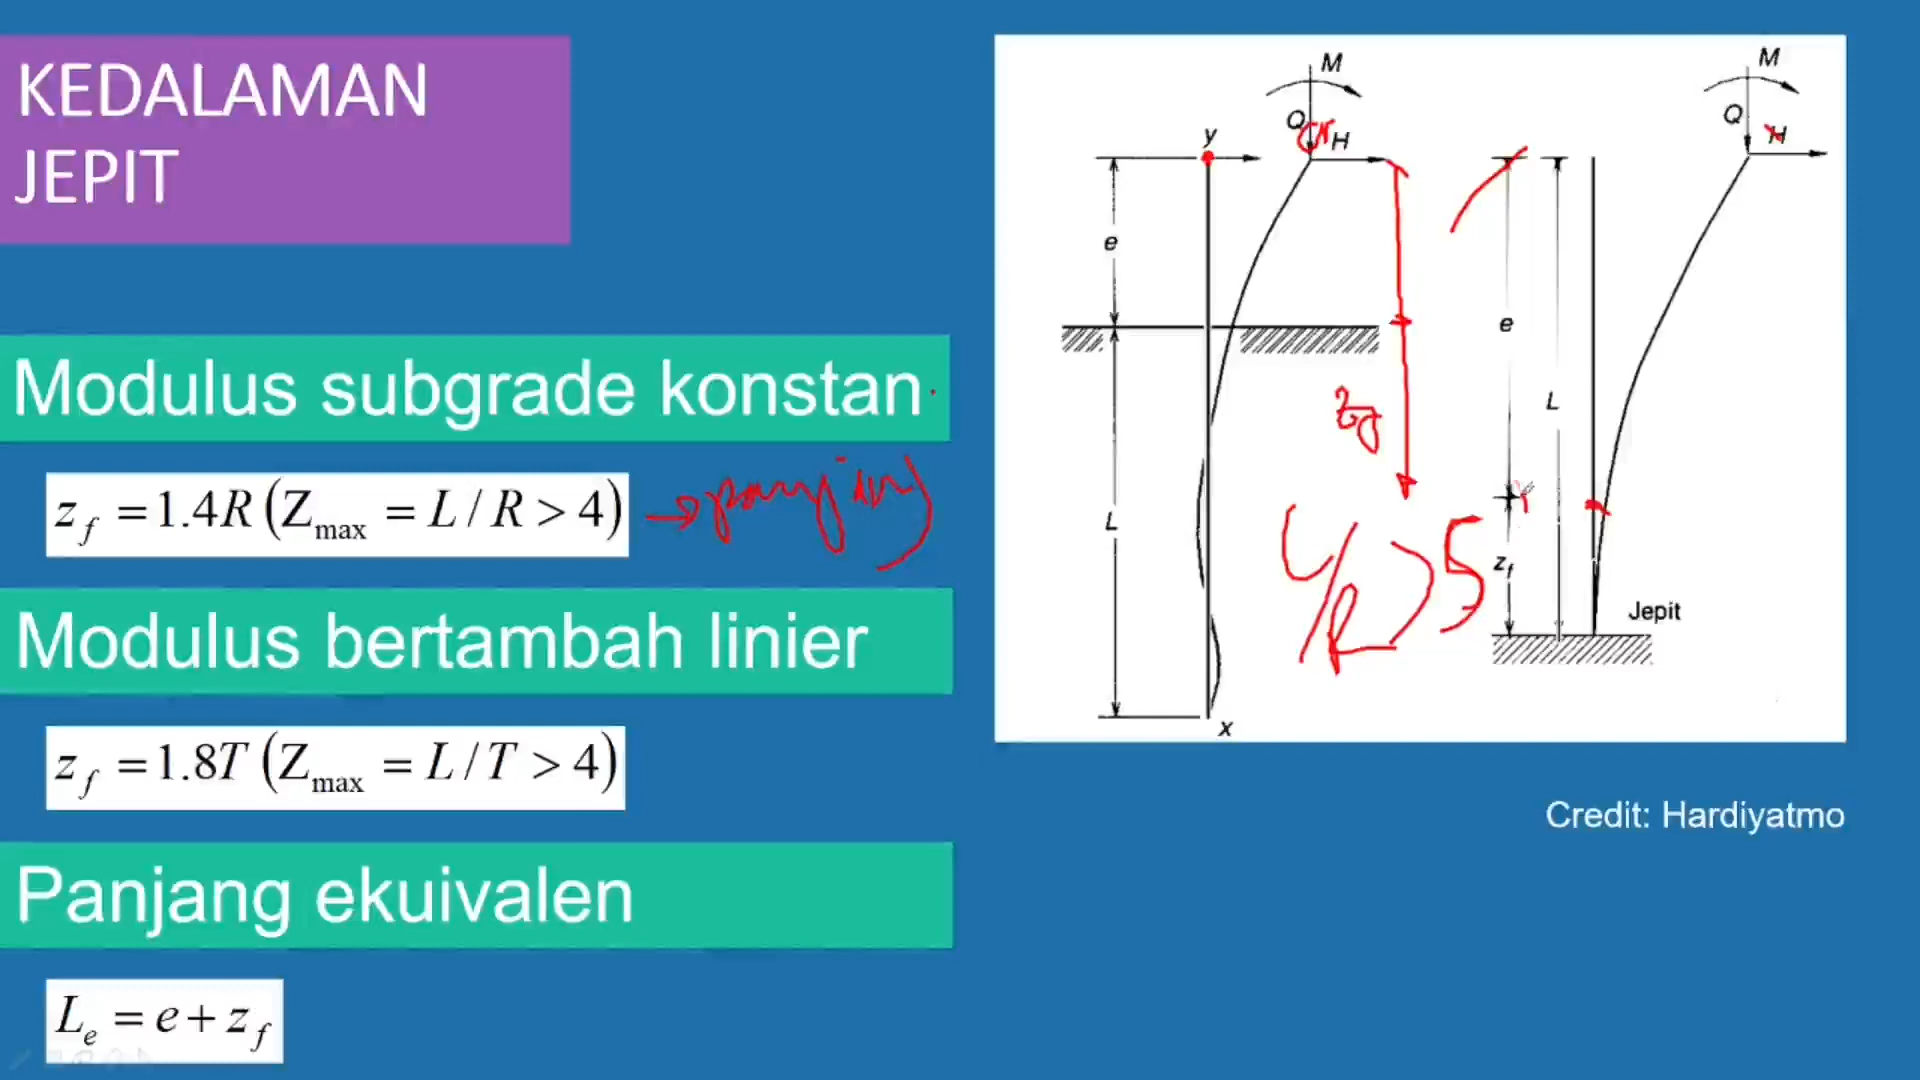 KEDALAMAN
JEPIT
Modulus subgrade konstan
z_f = 1.4R (Z_max = L / R > 4) → panjang
Modulus bertambah linier
z_f = 1.8T (Z_max = L / T > 4)
Panjang ekuivalen
L_e = e + z_f
M
Q
H
y
e
L
x
zf
L/R > 5
M
Q
H
e
L
z_f
Jepit
Credit: Hardiyatmo